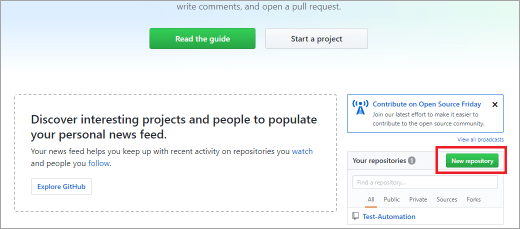 write comments, and open a pull request.
Read the guide
Start a project
Discover interesting projects and people to populate
your personal news feed.
Your news feed helps you keep up with recent activity on repositories you watch
and people you follow.
Explore GitHub
Contribute on Open Source Friday
Join our latest effort to make it easier to
contribute to the open source community.
View all broadcasts
Your repositories 1
New repository
Find a repository...
All Public Private Sources Forks
Test-Automation